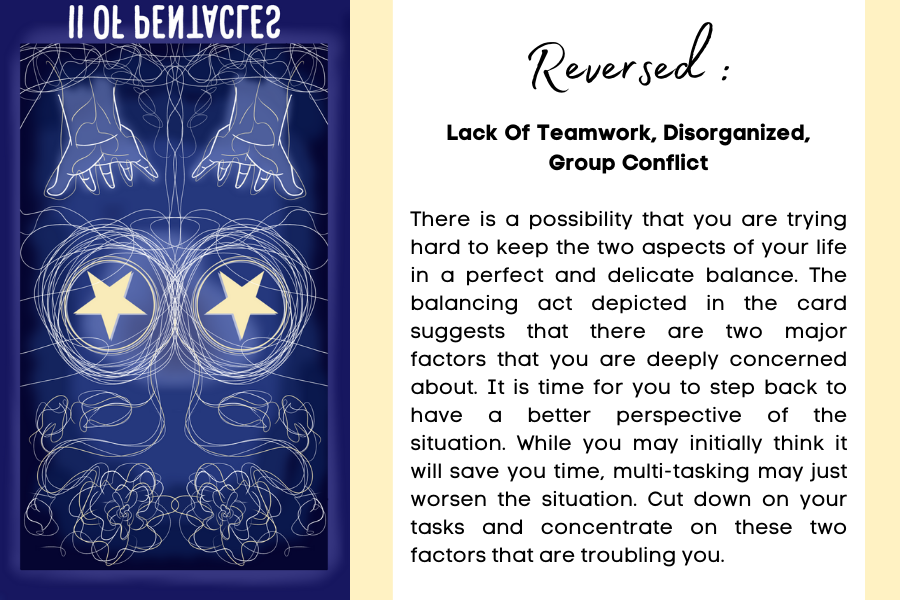 II OF PENTACLES
Reversed :
Lack Of Teamwork, Disorganized,
Group Conflict
There is a possibility that you are trying
hard to keep the two aspects of your life
in a perfect and delicate balance. The
balancing act depicted in the card
suggests that there are two major
factors that you are deeply concerned
about. It is time for you to step back to
have a better perspective of the
situation. While you may initially think it
will save you time, multi-tasking may just
worsen the situation. Cut down on your
tasks and concentrate on these two
factors that are troubling you.